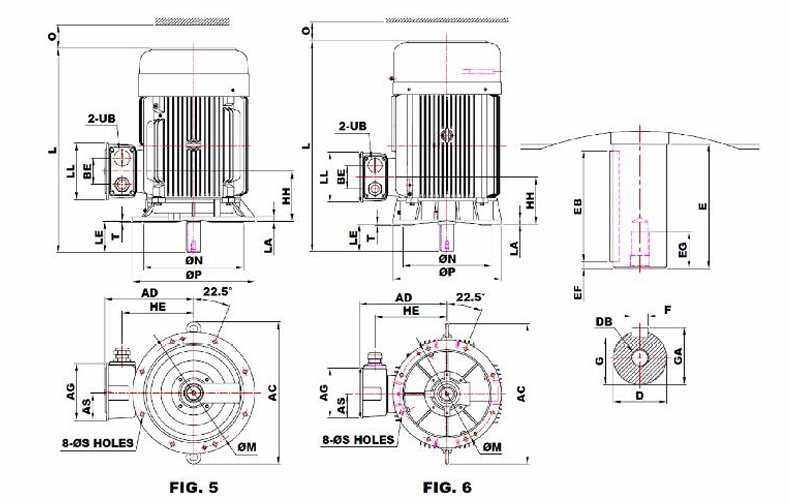 O
L
2-UB
LL
BE
HH
LE
T
LA
ØN
ØP
AD
22.5°
HE
AG
AS
AC
8-ØS HOLES
ØM
FIG. 5
O
L
2-UB
LL
BE
HH
LE
T
LA
ØN
ØP
AD
22.5°
HE
AG
AS
AC
8-ØS HOLES
ØM
FIG. 6
EB
E
EG
EF
F
DB
G
GA
D